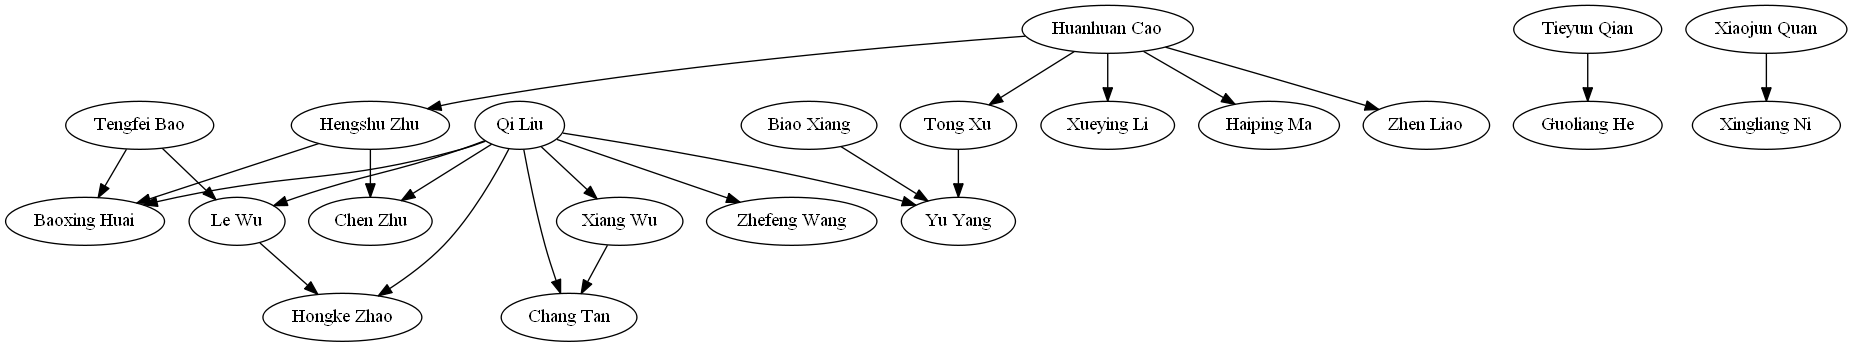 Huanhuan Cao
Tieyun Qian
Xiaojun Quan
Tengfei Bao
Hengshu Zhu
Qi Liu
Biao Xiang
Tong Xu
Xueying Li
Haiping Ma
Zhen Liao
Guoliang He
Xingliang Ni
Baoxing Huai
Le Wu
Chen Zhu
Xiang Wu
Zhefeng Wang
Yu Yang
Hongke Zhao
Chang Tan